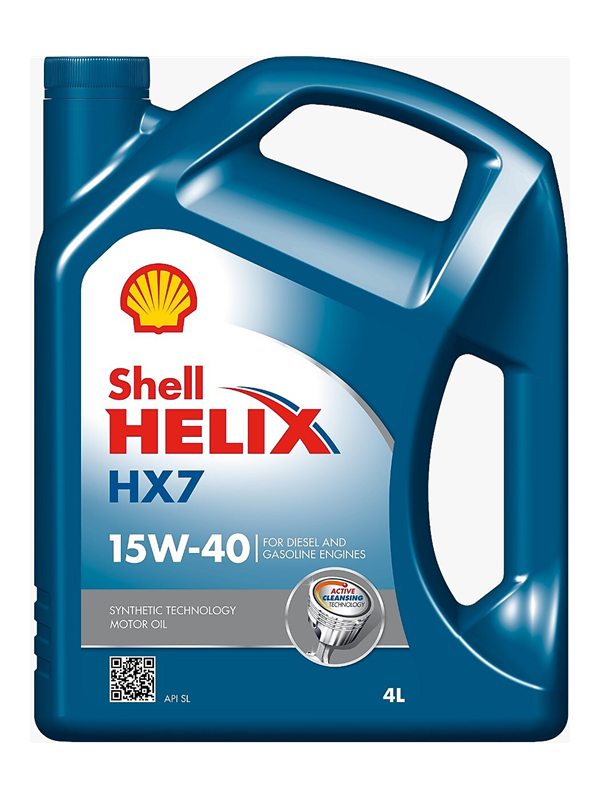 Shell
HELIX
HX7
15W-40
FOR DIESEL AND
GASOLINE ENGINES
SYNTHETIC TECHNOLOGY
MOTOR OIL
ACTIVE
CLEANSING
TECHNOLOGY
API SL
4L